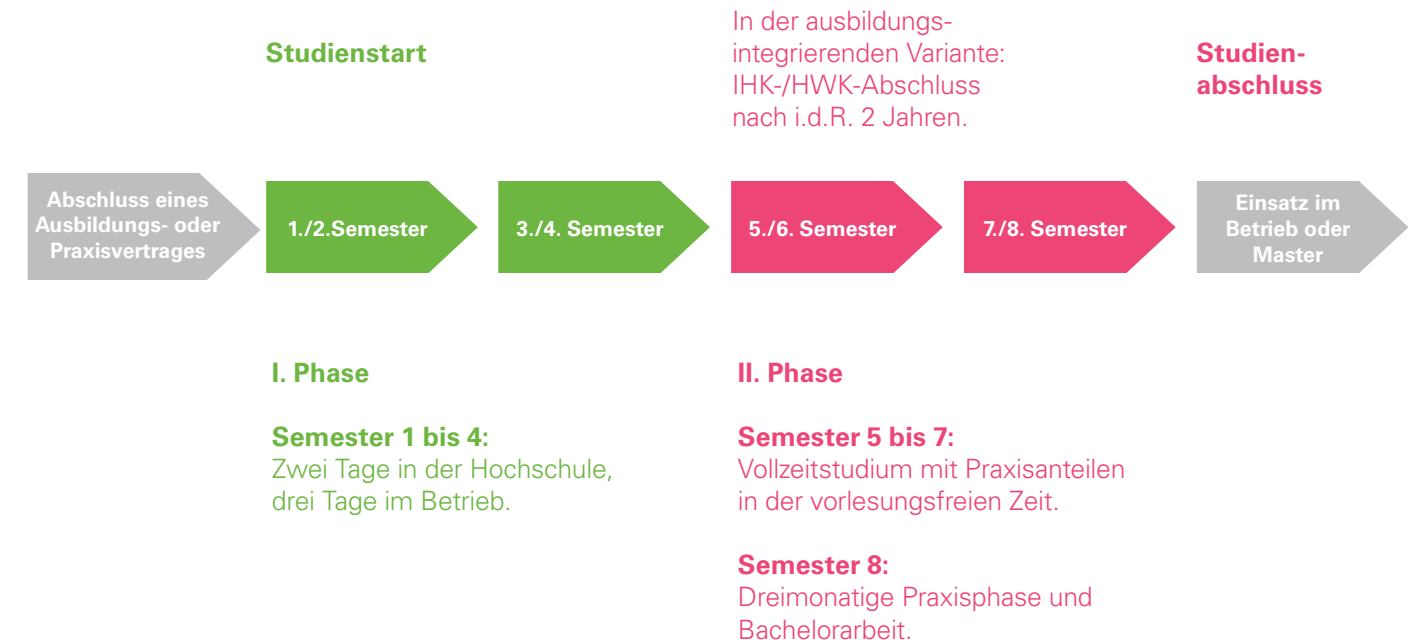 Studienstart
In der ausbildungs-
integrierenden Variante:
IHK-/HWK-Abschluss
nach i.d.R. 2 Jahren.
Studien-
abschluss
Abschluss eines
Ausbildungs- oder
Praxisvertrages
1./2.Semester
3./4. Semester
5./6. Semester
7./8. Semester
Einsatz im
Betrieb oder
Master
I. Phase
Semester 1 bis 4:
Zwei Tage in der Hochschule,
drei Tage im Betrieb.
II. Phase
Semester 5 bis 7:
Vollzeitstudium mit Praxisanteilen
in der vorlesungsfreien Zeit.
Semester 8:
Dreimonatige Praxisphase und
Bachelorarbeit.